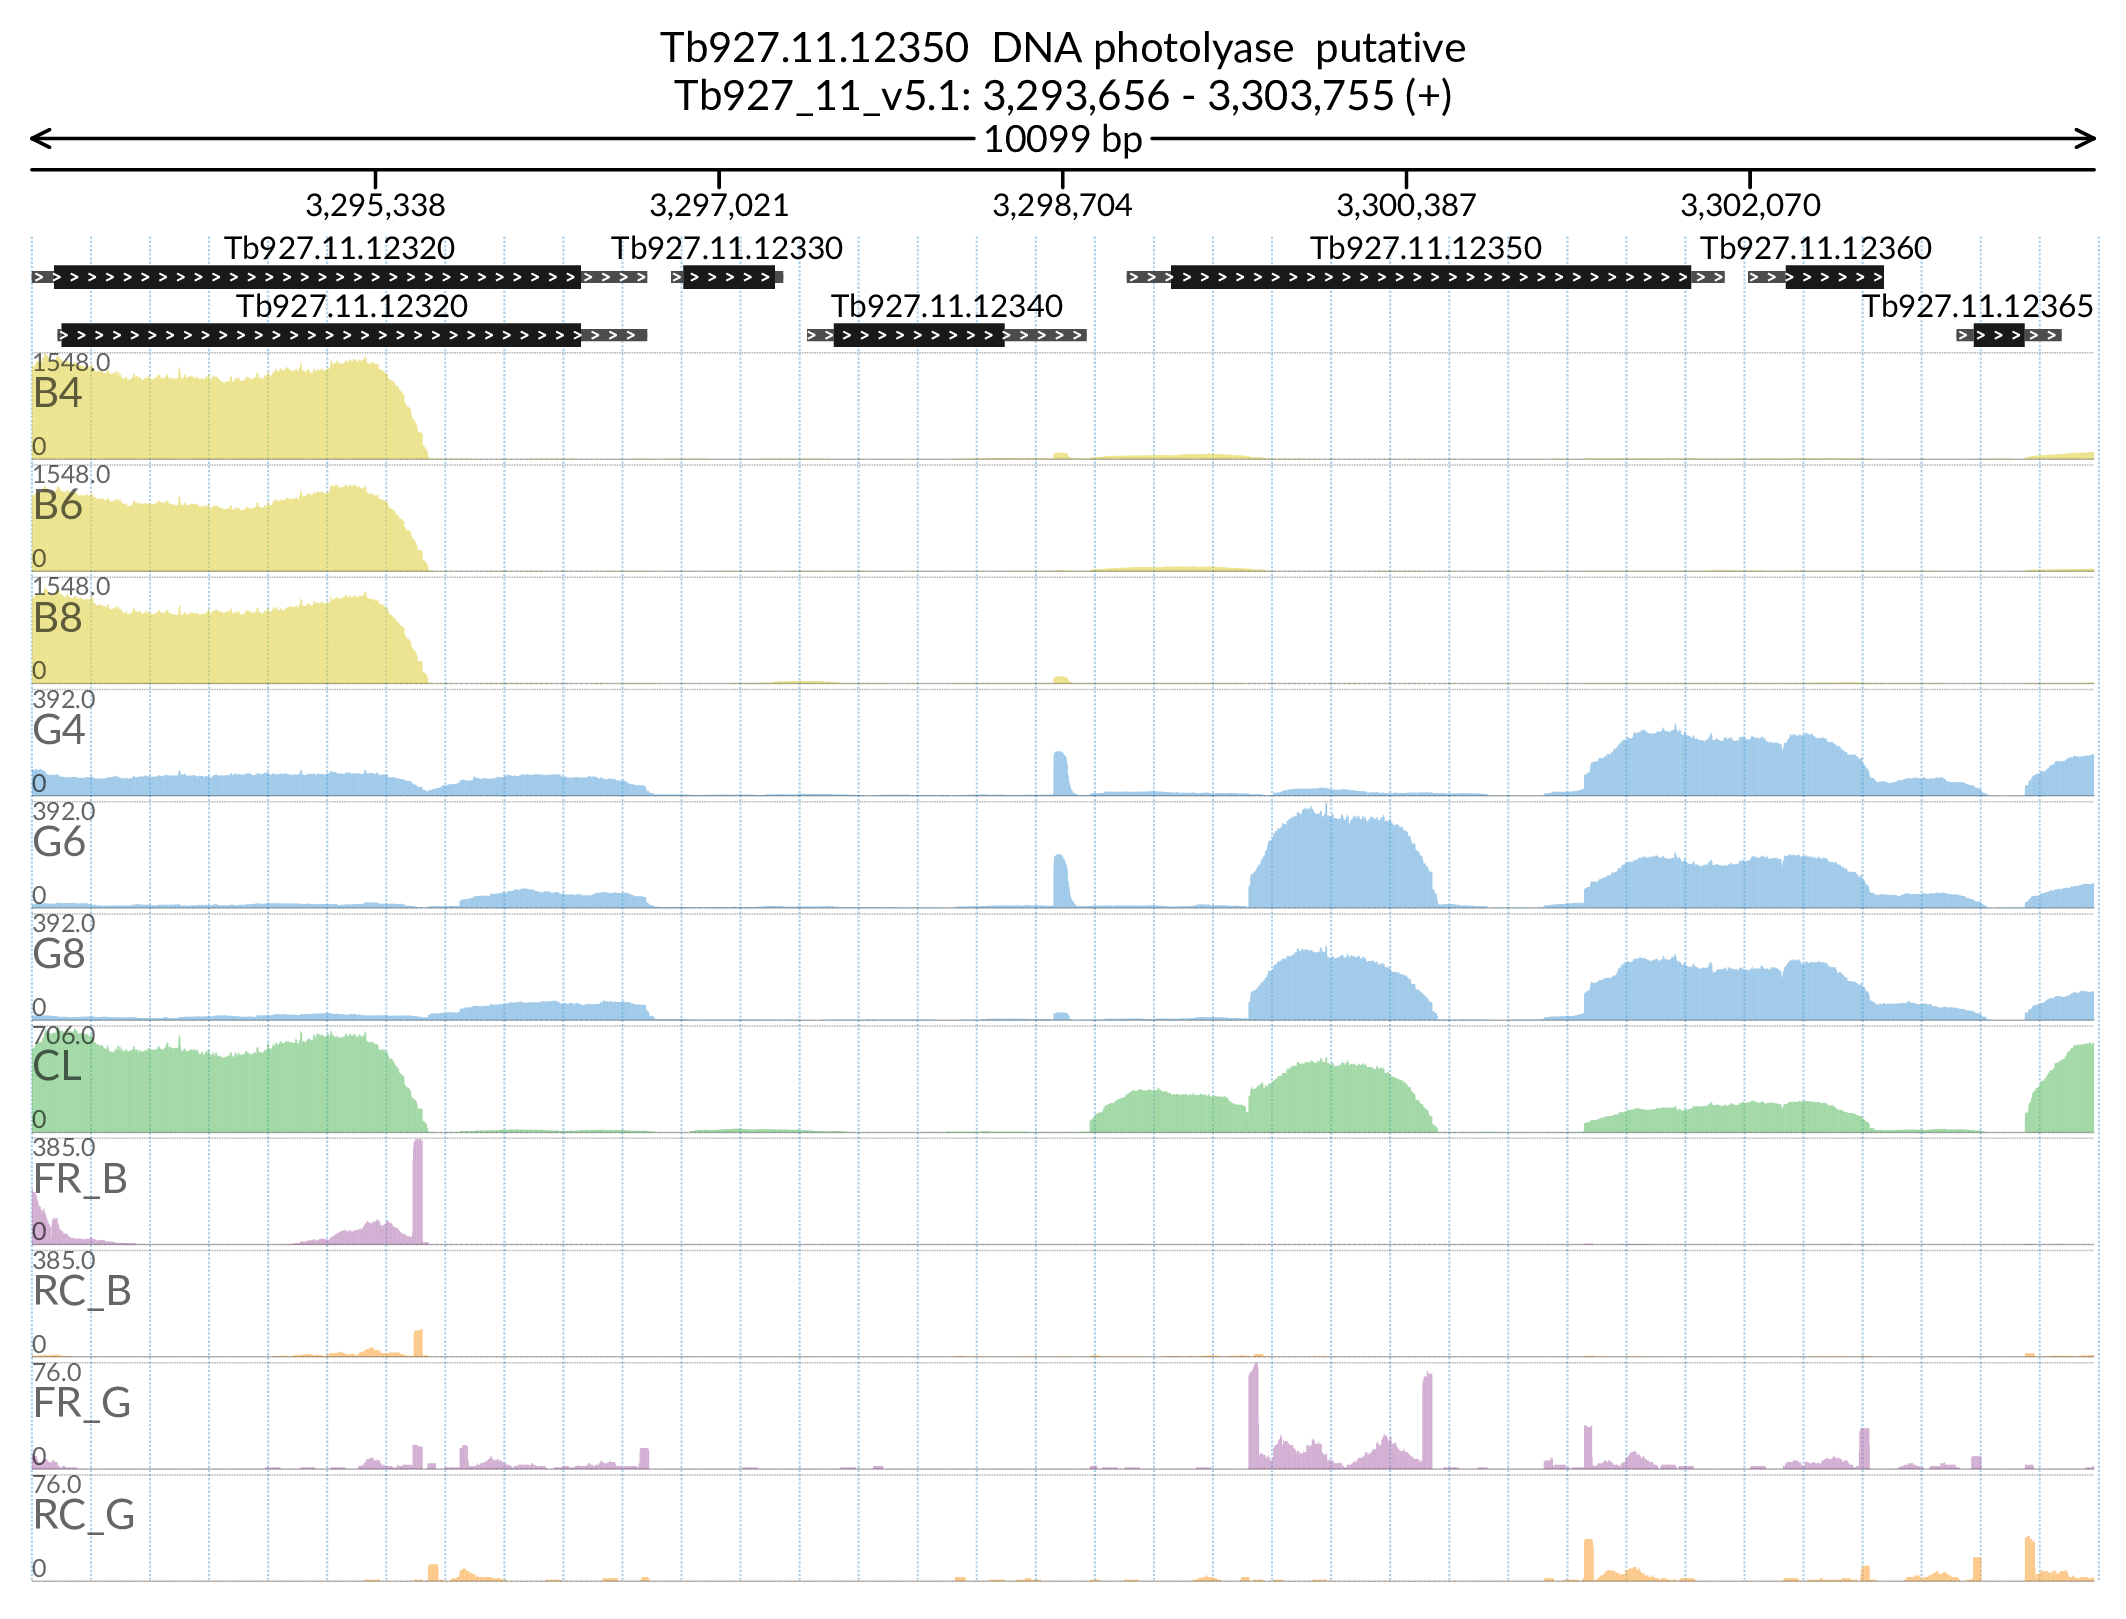 Tb927.11.12350 DNA photolyase putative
Tb927_11_v5.1: 3,293,656 - 3,303,755 (+)
10099 bp
3,295,338 3,297,021 3,298,704 3,300,387 3,302,070
Tb927.11.12320 Tb927.11.12330 Tb927.11.12350 Tb927.11.12360
Tb927.11.12320 Tb927.11.12340 Tb927.11.12365
1548.0
B4
0
1548.0
B6
0
1548.0
B8
0
392.0
G4
0
392.0
G6
0
392.0
G8
0
706.0
CL
0
385.0
FR_B
0
385.0
RC_B
0
76.0
FR_G
0
76.0
RC_G
0